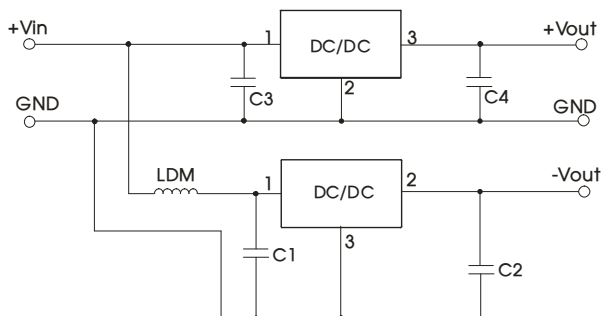 +Vin
1
DC/DC
3
+Vout
C3
2
C4
GND
GND
LDM
1
DC/DC
2
-Vout
3
C1
C2